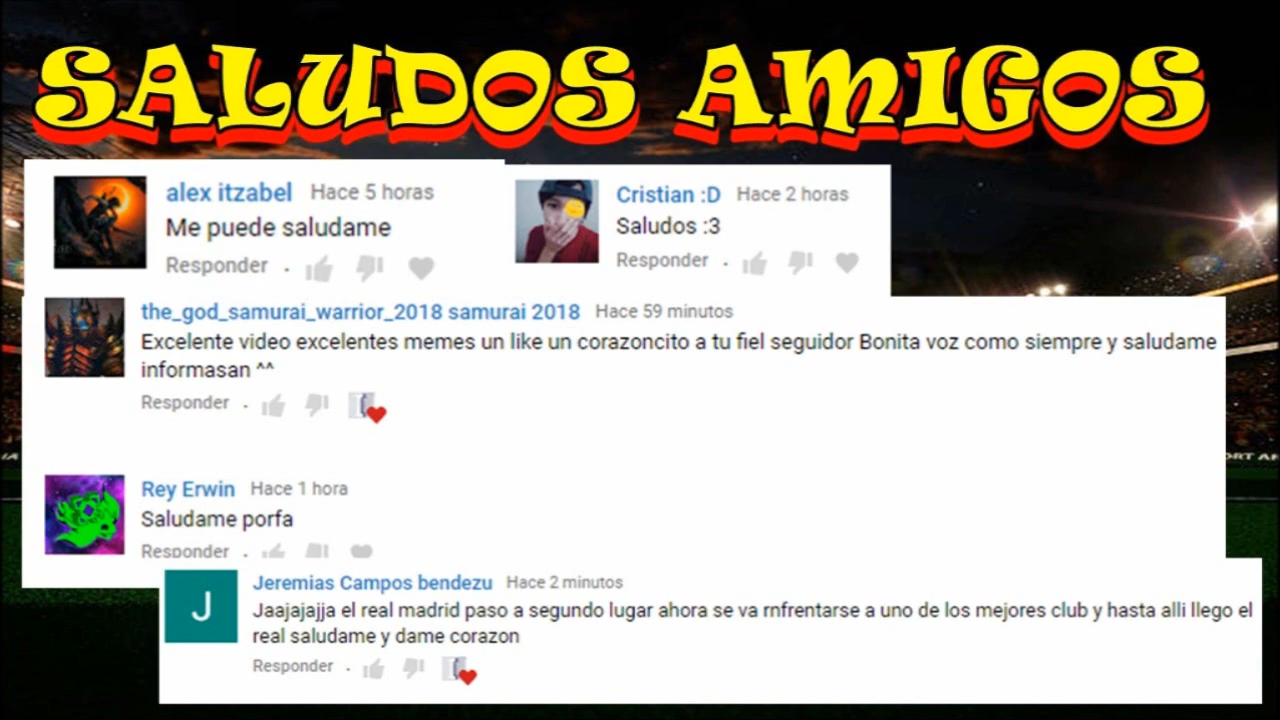 SALUDOS AMIGOS
alex itzabel Hace 5 horas
Me puede saludame
Responder .
Cristian :D Hace 2 horas
Saludos :3
Responder .
the_god_samurai_warrior_2018 samurai 2018 Hace 59 minutos
Excelente video excelentes memes un like un corazoncito a tu fiel seguidor Bonita voz como siempre y saludame
informasan ^^
Responder .
Rey Erwin Hace 1 hora
Saludame porfa
Responder .
J
Jeremias Campos bendezu Hace 2 minutos
Jaajajajja el real madrid paso a segundo lugar ahora se va rnfrentarse a uno de los mejores club y hasta alli llego el
real saludame y dame corazon
Responder .